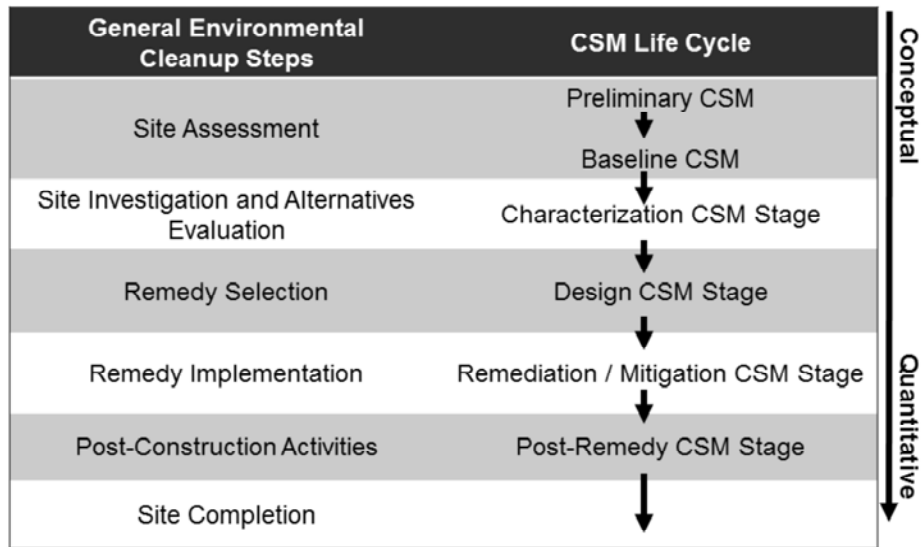 General Environmental
Cleanup Steps
CSM Life Cycle
Site Assessment
Preliminary CSM
Baseline CSM
Site Investigation and Alternatives
Evaluation
Characterization CSM Stage
Remedy Selection
Design CSM Stage
Remedy Implementation
Remediation / Mitigation CSM Stage
Post-Construction Activities
Post-Remedy CSM Stage
Site Completion
Conceptual
Quantitative